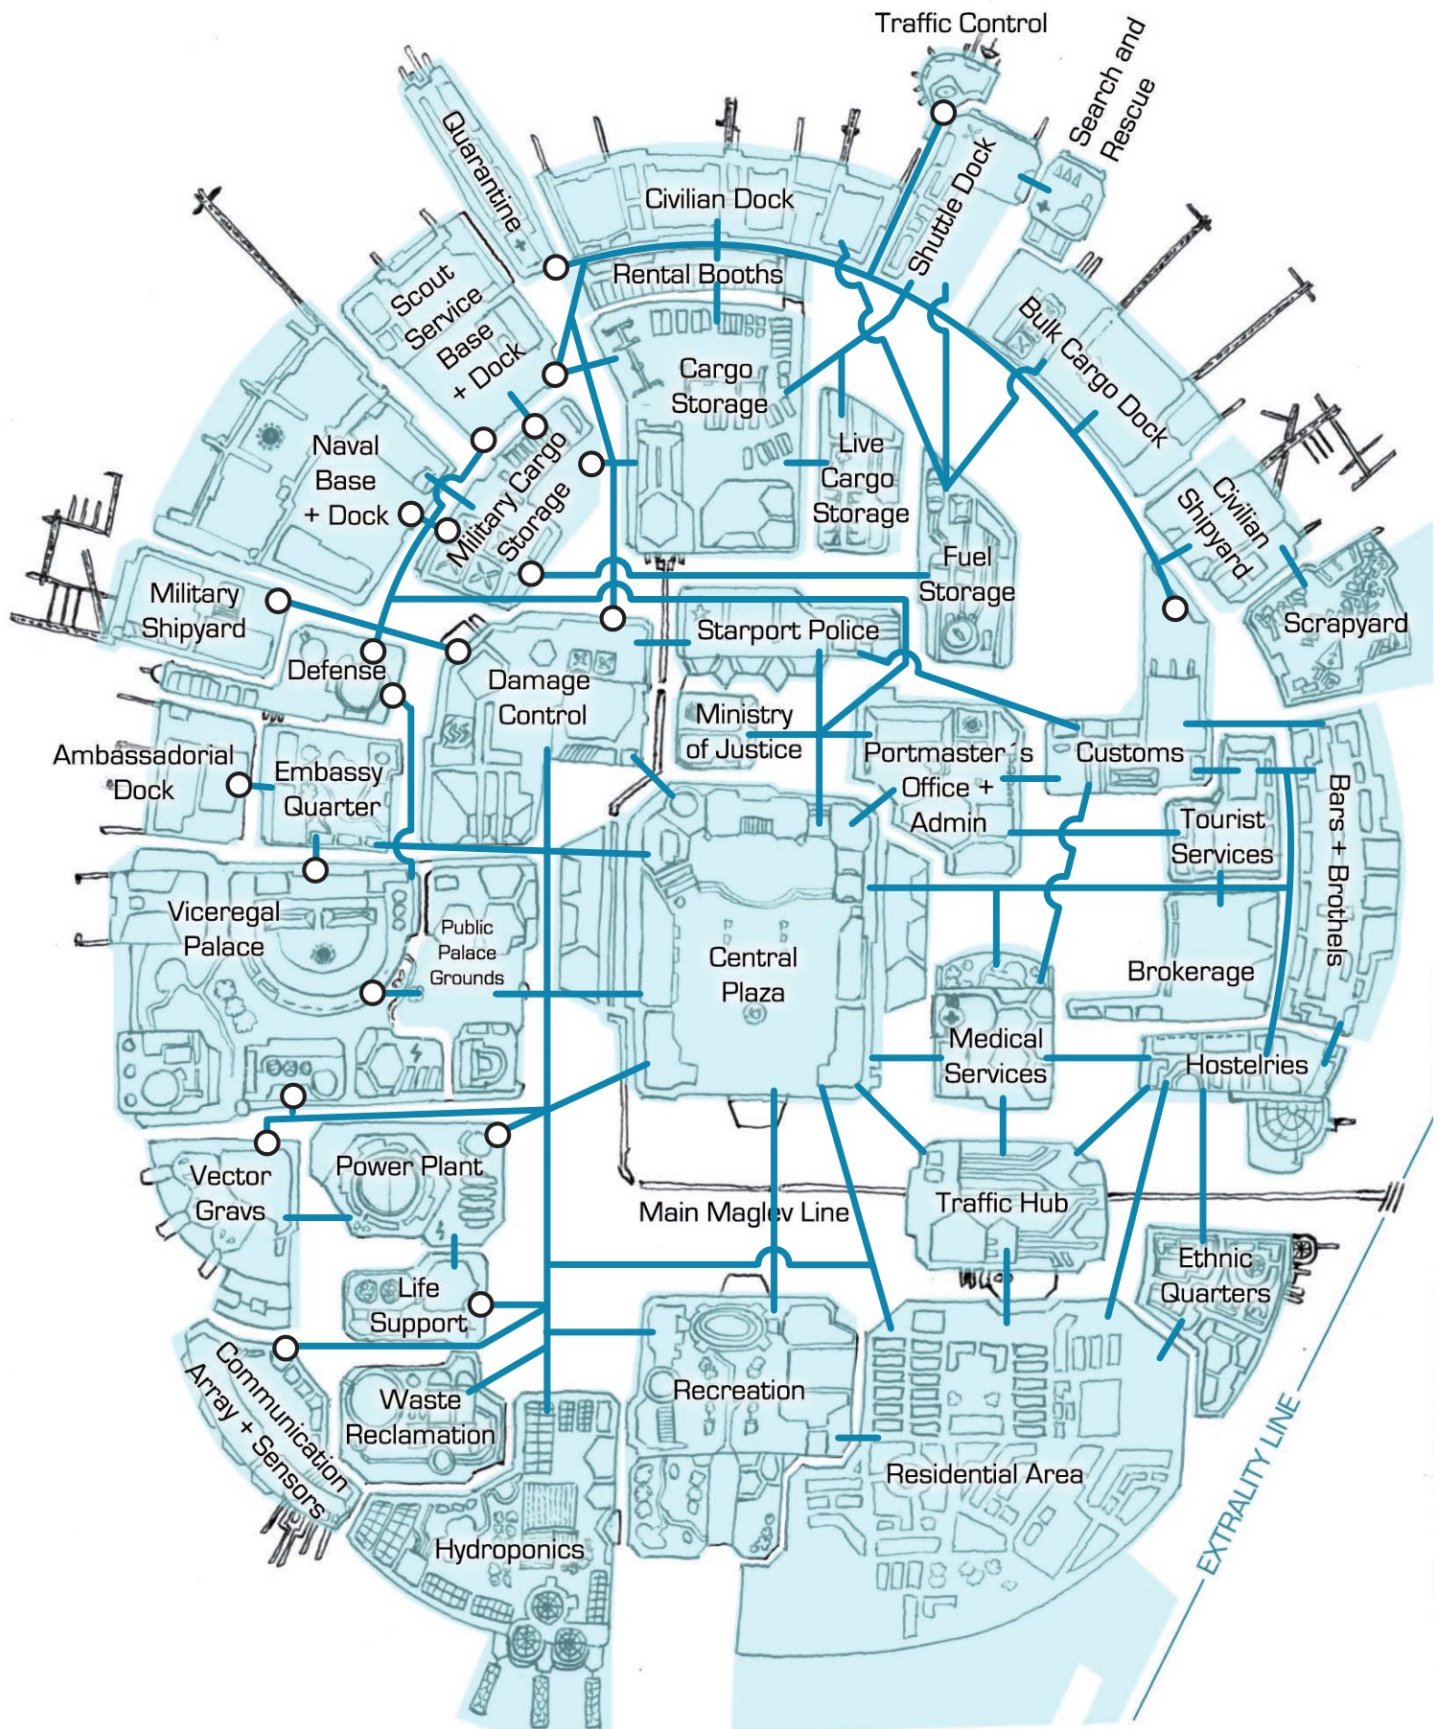 Traffic Control
Search and
Rescue
Quarantine
Civilian Dock
Shuttle Dock
Rental Booths
Scout
Service
Base
+ Dock
Bulk Cargo Dock
Cargo
Storage
Naval
Base
+ Dock
Military Cargo
Storage
Live
Cargo
Storage
Civilian
Shipyard
Fuel
Storage
Military
Shipyard
Scrapyard
Starport Police
Defense
Damage
Control
Ministry
of Justice
Portmaster´s
Office +
Admin
Customs
Ambassadorial
Dock
Embassy
Quarter
Tourist
Services
Bars + Brothels
Viceregal
Palace
Public
Palace
Grounds
Central
Plaza
Brokerage
Medical
Services
Hostelries
Vector
Gravs
Power Plant
Main Maglev Line
Traffic Hub
Life
Support
Ethnic
Quarters
Communication
Array + Sensors
Waste
Reclamation
Recreation
Residential Area
Hydroponics
EXTRALITY LINE